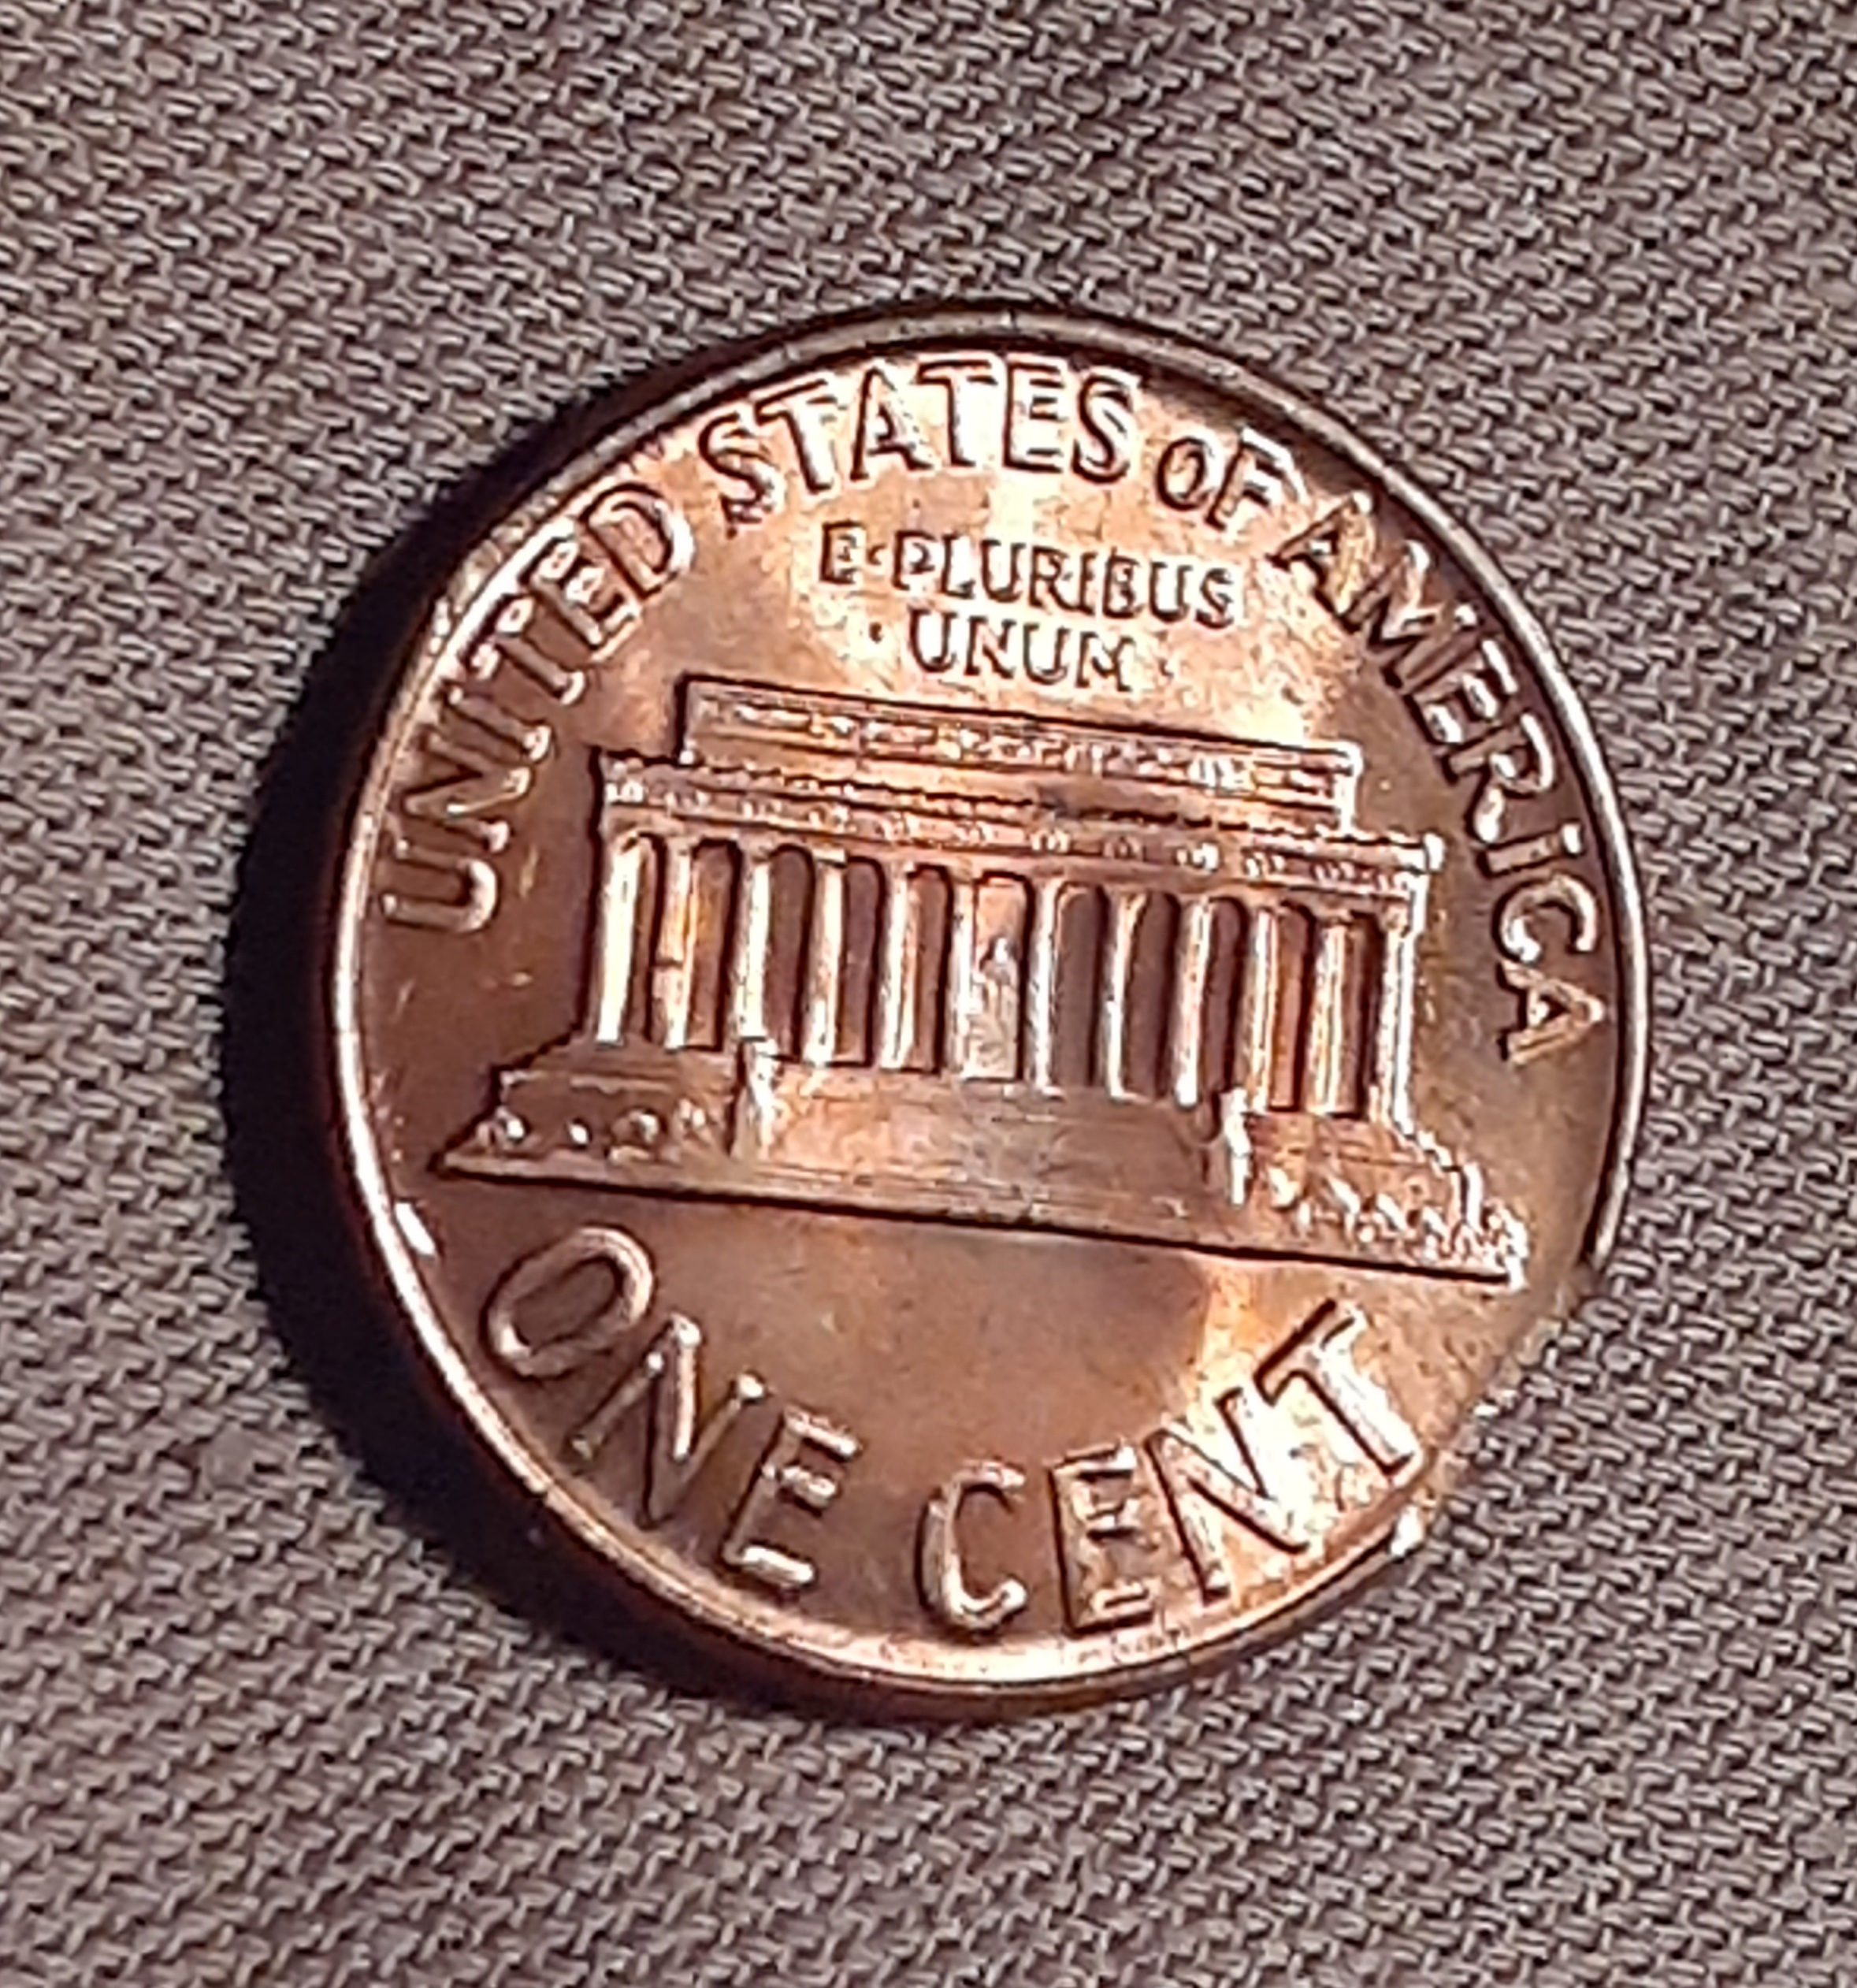 UNITED STATES OF AMERICA
E·PLURIBUS
·UNUM·
ONE CENT